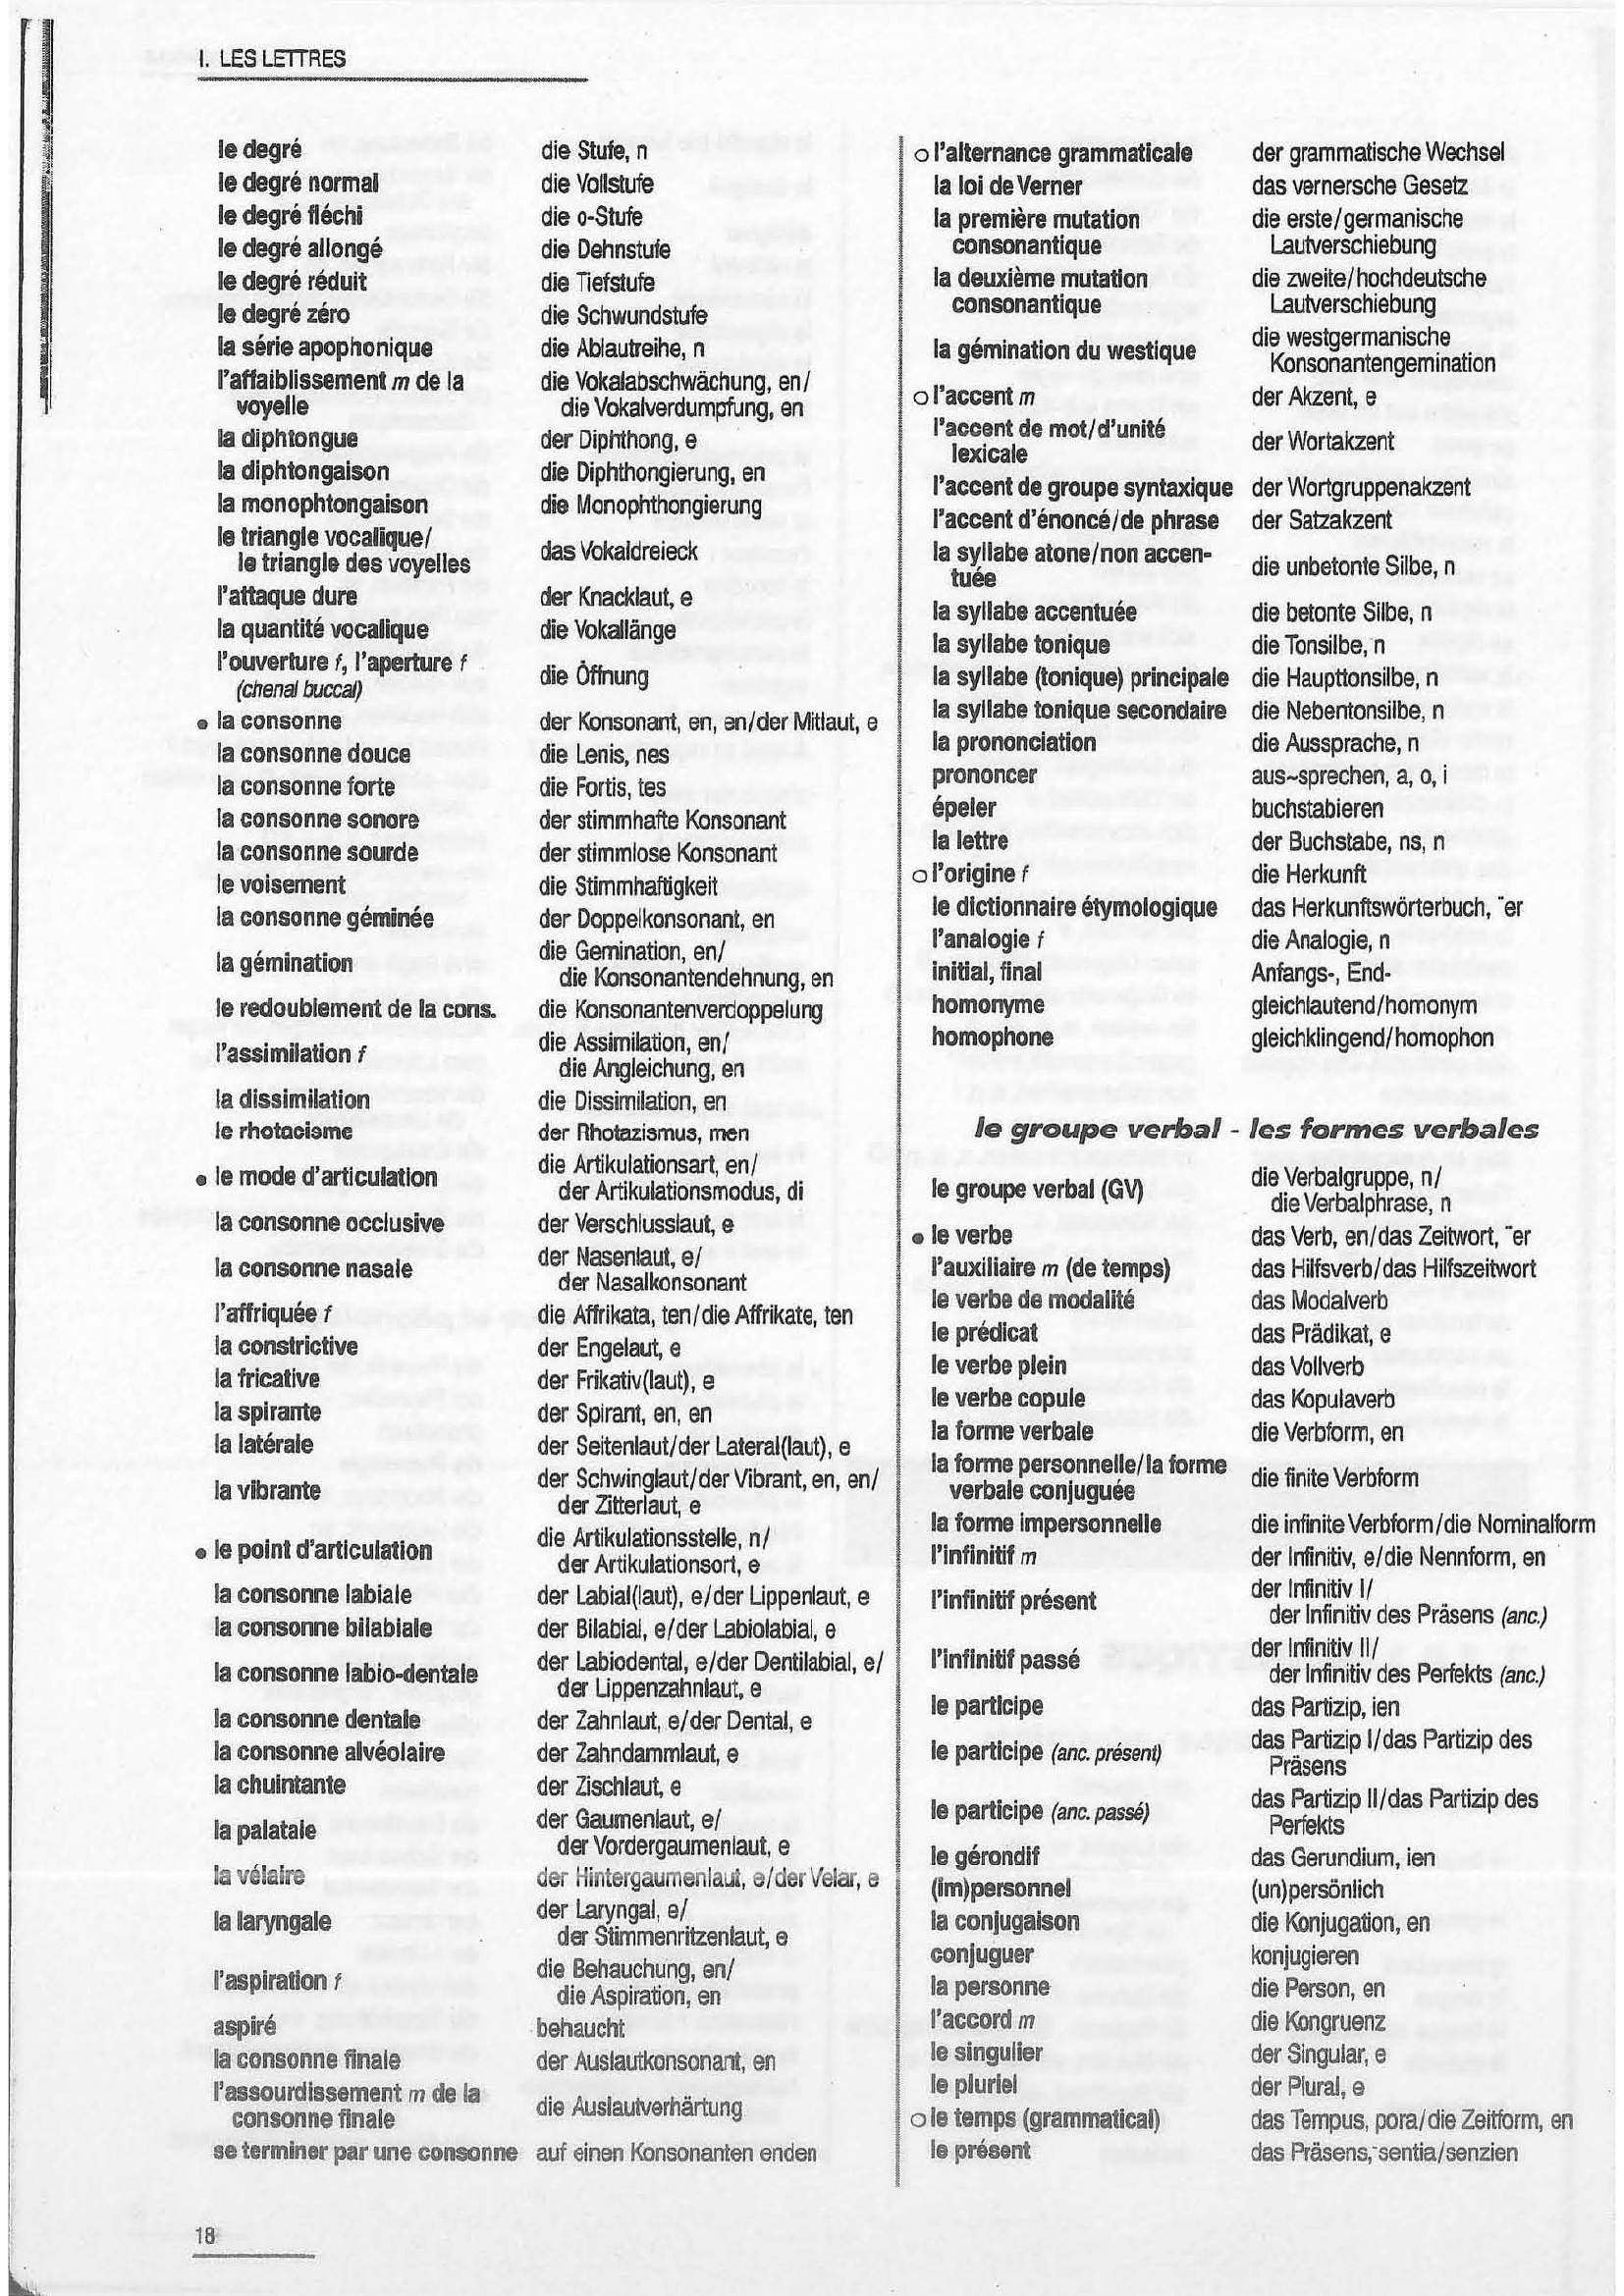 I. LES LETTRES
le degré die Stufe, n
le degré normal die Vollstufe
le degré fléchi die o-Stufe
le degré allongé die Dehnstufe
le degré réduit die Tiefstufe
le degré zéro die Schwundstufe
la série apophonique die Ablautreihe, n
l'affaiblissement m de la die Vokalabschwächung, en/
voyelle die Vokalverdumpfung, en
la diphtongue der Diphthong, e
la diphtongaison die Diphthongierung, en
la monophtongaison die Monophthongierung
le triangle vocalique/
le triangle des voyelles das Vokaldreieck
l'attaque dure der Knacklaut, e
la quantité vocalique die Vokallänge
l'ouverture f, l'aperture f die Öffnung
(chenal buccal)
• la consonne der Konsonant, en, en/der Mitlaut, e
la consonne douce die Lenis, nes
la consonne forte die Fortis, tes
la consonne sonore der stimmhafte Konsonant
la consonne sourde der stimmlose Konsonant
le voisement die Stimmhaftigkeit
la consonne géminée der Doppelkonsonant, en
la gémination die Gemination, en/
die Konsonantendehnung, en
le redoublement de la cons. die Konsonantenverdoppelung
l'assimilation f die Assimilation, en/
die Angleichung, en
la dissimilation die Dissimilation, en
le rhotacisme der Rhotazismus, men
• le mode d'articulation die Artikulationsart, en/
der Artikulationsmodus, di
la consonne occlusive der Verschlusslaut, e
la consonne nasale der Nasenlaut, e/
der Nasalkonsonant
l'affriquée f die Affrikata, ten/die Affrikate, ten
la constrictive der Engelaut, e
la fricative der Frikativ(laut), e
la spirante der Spirant, en, en
la latérale der Seitenlaut/der Lateral(laut), e
la vibrante der Schwinglaut/der Vibrant, en, en/
der Zitterlaut, e
• le point d'articulation die Artikulationsstelle, n/
der Artikulationsort, e
la consonne labiale der Labial(laut), e/der Lippenlaut, e
la consonne bilabiale der Bilabial, e/der Labiolabial, e
la consonne labio-dentale der Labiodental, e/der Dentilabial, e/
der Lippenzahnlaut, e
la consonne dentale der Zahnlaut, e/der Dental, e
la consonne alvéolaire der Zahndammlaut, e
la chuintante der Zischlaut, e
la palatale der Gaumenlaut, e/
der Vordergaumenlaut, e
la vélaire der Hintergaumenlaut, e/der Velar, e
la laryngale der Laryngal, e/
der Stimmenritzenlaut, e
l'aspiration f die Behauchung, en/
die Aspiration, en
aspiré behaucht
la consonne finale der Auslautkonsonant, en
l'assourdissement m de la die Auslautverhärtung
consonne finale
se terminer par une consonne auf einen Konsonanten enden
o l'alternance grammaticale der grammatische Wechsel
la loi de Verner das vernersche Gesetz
la première mutation die erste/germanische
consonantique Lautverschiebung
la deuxième mutation die zweite/hochdeutsche
consonantique Lautverschiebung
la gémination du westique die westgermanische
Konsonantengemination
o l'accent m der Akzent, e
l'accent de mot/d'unité der Wortakzent
lexicale
l'accent de groupe syntaxique der Wortgruppenakzent
l'accent d'énoncé/de phrase der Satzakzent
la syllabe atone/non accen- die unbetonte Silbe, n
tuée
la syllabe accentuée die betonte Silbe, n
la syllabe tonique die Tonsilbe, n
la syllabe (tonique) principale die Haupttonsilbe, n
la syllabe tonique secondaire die Nebentonsilbe, n
la prononciation die Aussprache, n
prononcer aus~sprechen, a, o, i
épeler buchstabieren
la lettre der Buchstabe, ns, n
o l'origine f die Herkunft
le dictionnaire étymologique das Herkunftswörterbuch, ¨er
l'analogie f die Analogie, n
initial, final Anfangs-, End-
homonyme gleichlautend/homonym
homophone gleichklingend/homophon
le groupe verbal - les formes verbales
le groupe verbal (GV) die Verbalgruppe, n/
die Verbalphrase, n
• le verbe das Verb, en/das Zeitwort, ¨er
l'auxiliaire m (de temps) das Hilfsverb/das Hilfszeitwort
le verbe de modalité das Modalverb
le prédicat das Prädikat, e
le verbe plein das Vollverb
le verbe copule das Kopulaverb
la forme verbale die Verbform, en
la forme personnelle/la forme die finite Verbform
verbale conjuguée
la forme impersonnelle die infinite Verbform/die Nominalform
l'infinitif m der Infinitiv, e/die Nennform, en
l'infinitif présent der Infinitiv I/
der Infinitiv des Präsens (anc.)
l'infinitif passé der Infinitiv II/
der Infinitiv des Perfekts (anc.)
le participe das Partizip, ien
le participe (anc. présent) das Partizip I/das Partizip des
Präsens
le participe (anc. passé) das Partizip II/das Partizip des
Perfekts
le gérondif das Gerundium, ien
(im)personnel (un)persönlich
la conjugaison die Konjugation, en
conjuguer konjugieren
la personne die Person, en
l'accord m die Kongruenz
le singulier der Singular, e
le pluriel der Plural, e
o le temps (grammatical) das Tempus, pora/die Zeitform, en
le présent das Präsens,-sentia/senzien
18